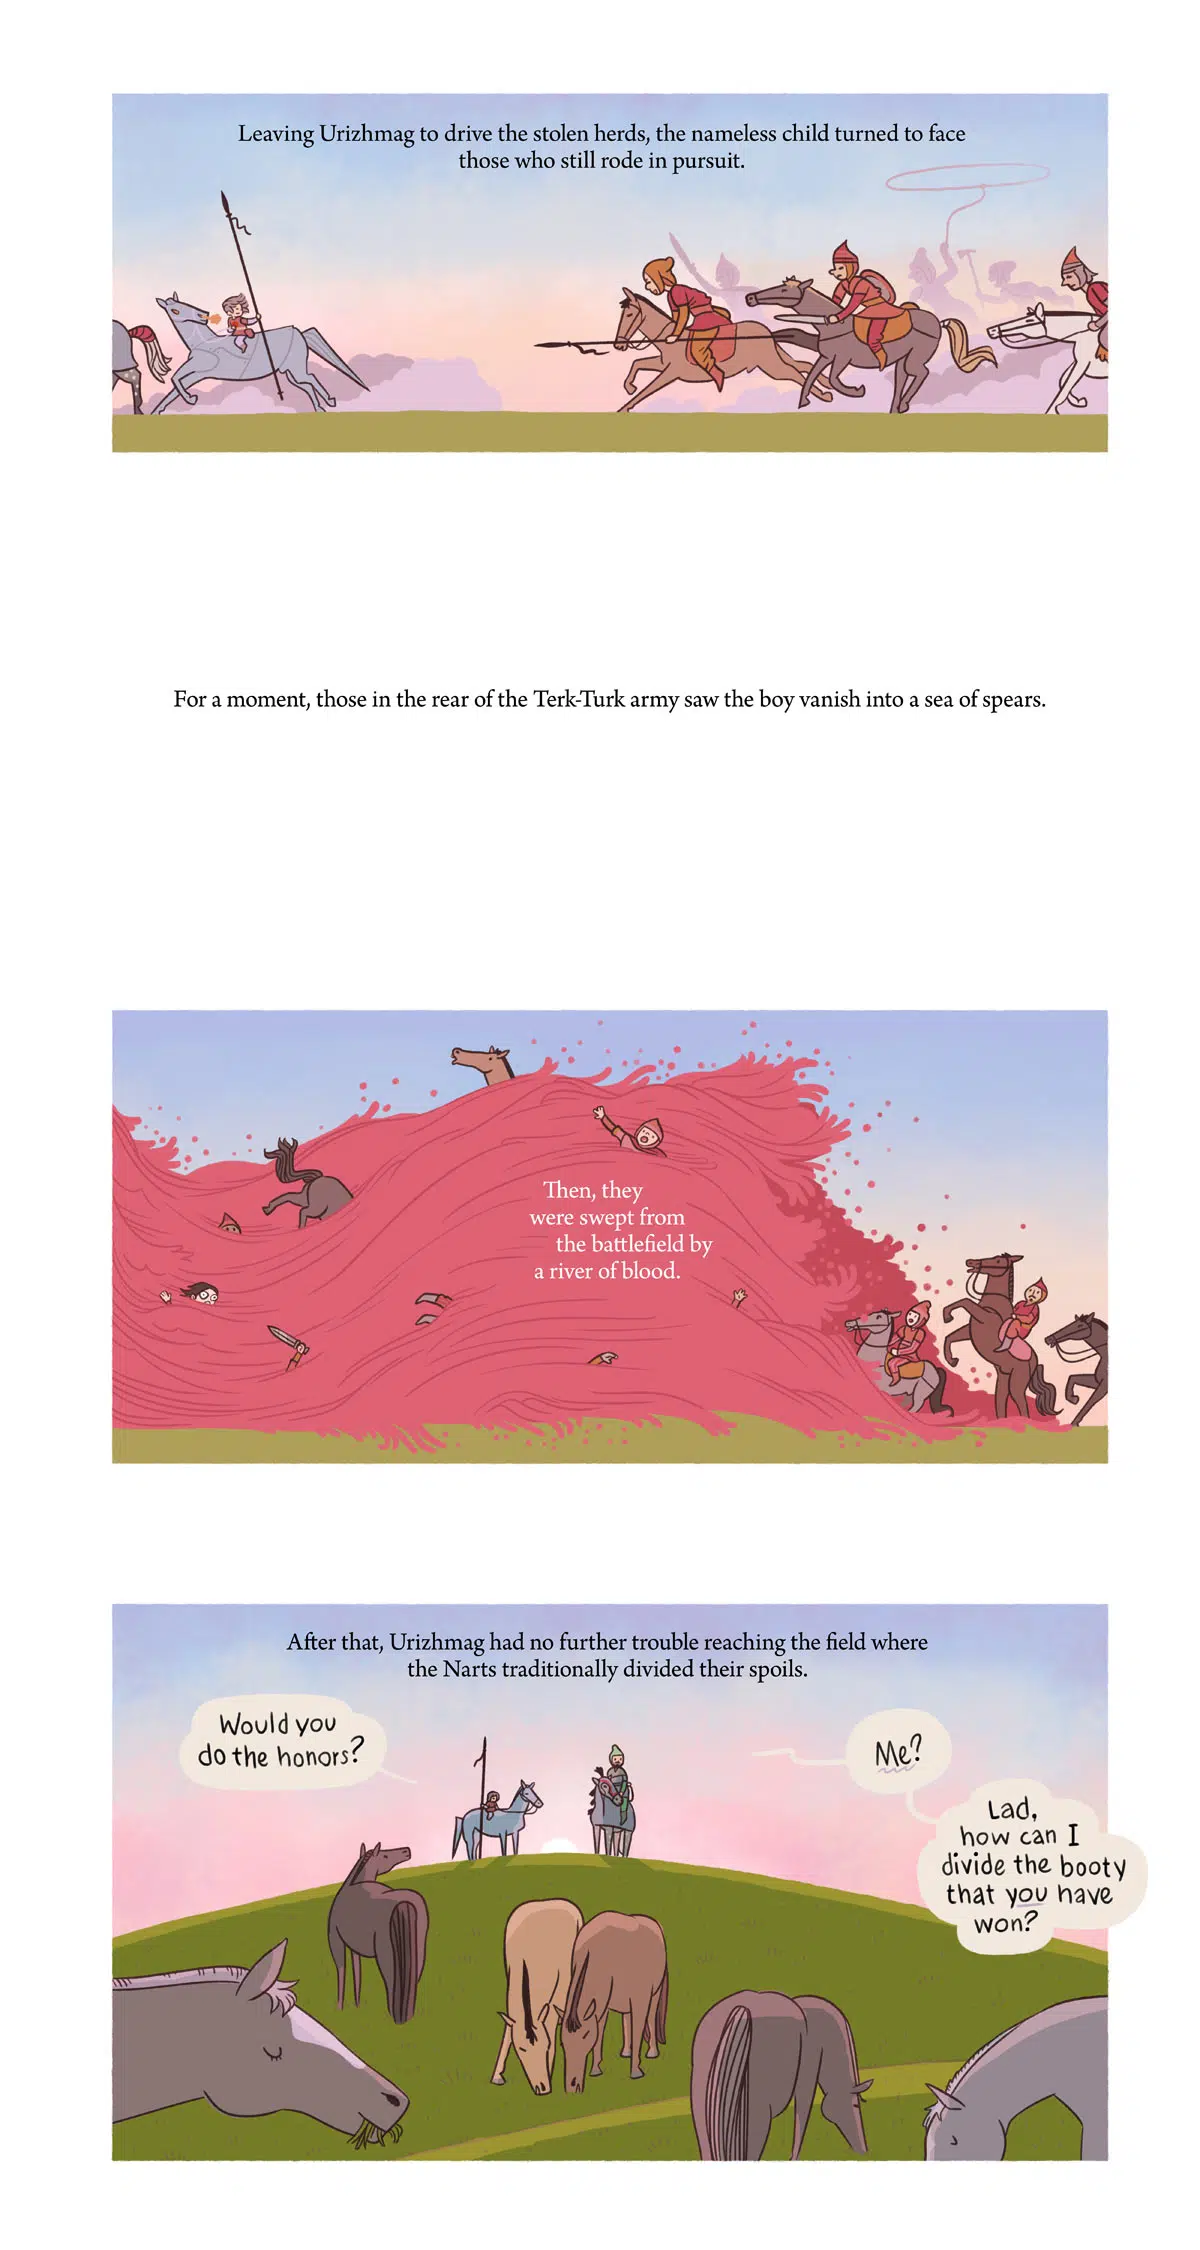 Leaving Urizhmag to drive the stolen herds, the nameless child turned to face
those who still rode in pursuit.
For a moment, those in the rear of the Terk-Turk army saw the boy vanish into a sea of spears.
Then, they
were swept from
the battlefield by
a river of blood.
After that, Urizhmag had no further trouble reaching the field where
the Narts traditionally divided their spoils.
Would you
do the honors?
Me?
Lad,
how can I
divide the booty
that you have
won?